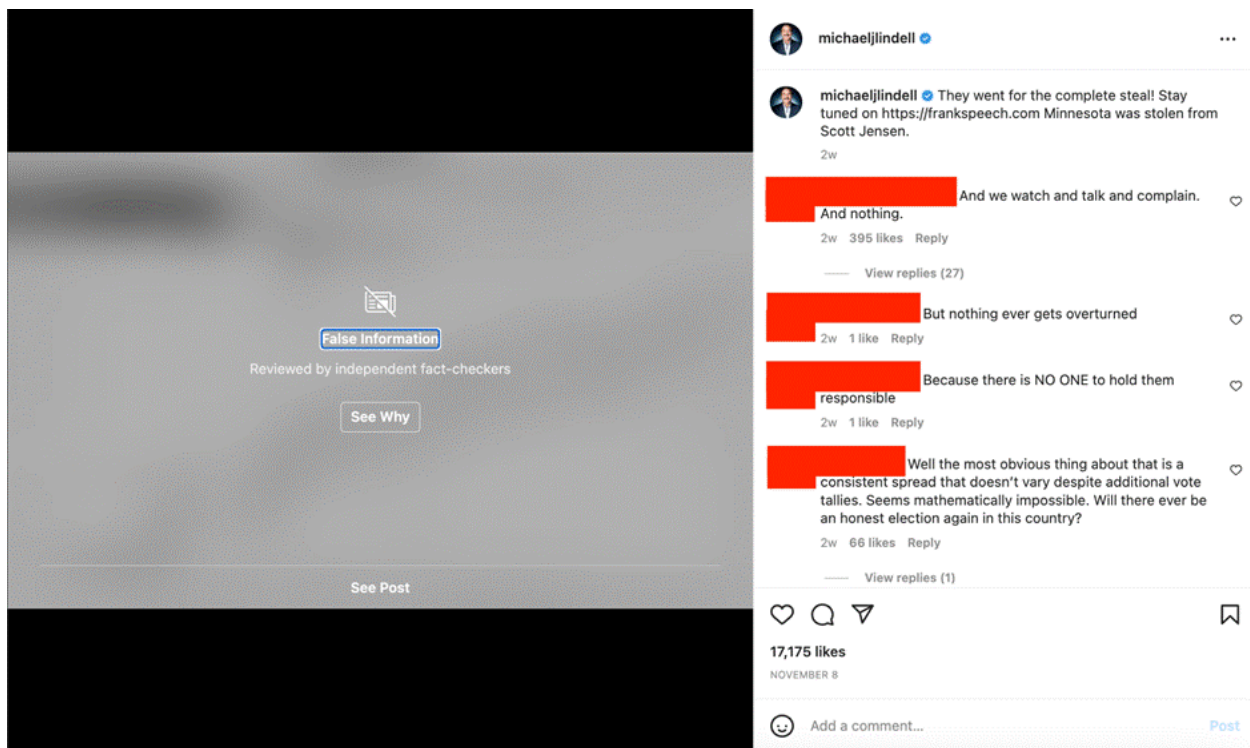 False Information
Reviewed by independent fact-checkers
See Why
See Post
michaeljlindell
michaeljlindell They went for the complete steal! Stay
tuned on https://frankspeech.com Minnesota was stolen from
Scott Jensen.
2w
And we watch and talk and complain.
And nothing.
2w 395 likes Reply
View replies (27)
But nothing ever gets overturned
2w 1 like Reply
Because there is NO ONE to hold them
responsible
2w 1 like Reply
Well the most obvious thing about that is a
consistent spread that doesn't vary despite additional vote
tallies. Seems mathematically impossible. Will there ever be
an honest election again in this country?
2w 66 likes Reply
View replies (1)
17,175 likes
NOVEMBER 8
Add a comment...
Post